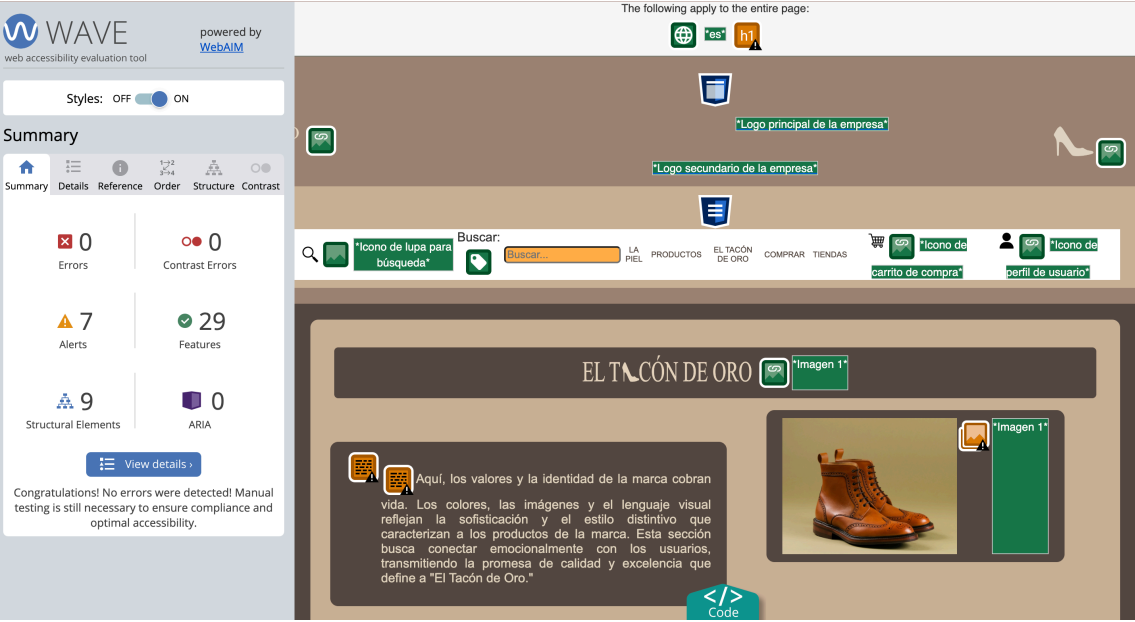 The following apply to the entire page:
*es*
h1
WAVE
powered by
WebAIM
web accessibility evaluation tool
Styles: OFF ON
Summary
Summary Details Reference Order Structure Contrast
0
Errors
0
Contrast Errors
7
Alerts
29
Features
9
Structural Elements
0
ARIA
View details ›
Congratulations! No errors were detected! Manual
testing is still necessary to ensure compliance and
optimal accessibility.
*Logo principal de la empresa*
*Logo secundario de la empresa*
*Icono de lupa para
búsqueda*
Buscar:
Buscar...
LA
PIEL
PRODUCTOS
EL TACÓN
DE ORO
COMPRAR
TIENDAS
*Icono de
carrito de compra*
*Icono de
perfil de usuario*
EL TACÓN DE ORO
*Imagen 1*
*Imagen 1*
Aquí, los valores y la identidad de la marca cobran
vida. Los colores, las imágenes y el lenguaje visual
reflejan la sofisticación y el estilo distintivo que
caracterizan a los productos de la marca. Esta sección
busca conectar emocionalmente con los usuarios,
transmitiendo la promesa de calidad y excelencia que
define a "El Tacón de Oro."
</>
Code